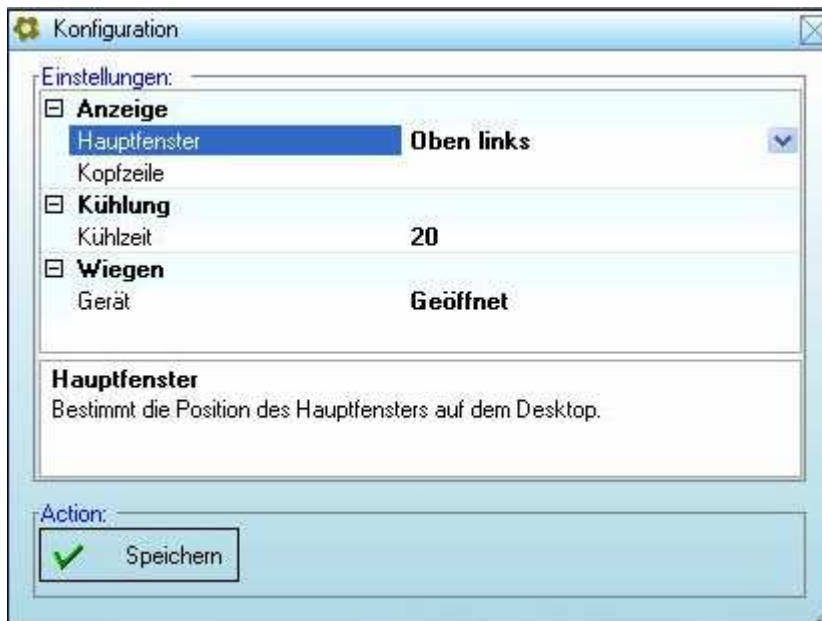 Konfiguration
Einstellungen:
Anzeige
Hauptfenster Oben links
Kopfzeile
Kühlung
Kühlzeit 20
Wiegen
Gerät Geöffnet
Hauptfenster
Bestimmt die Position des Hauptfensters auf dem Desktop.
Action:
Speichern